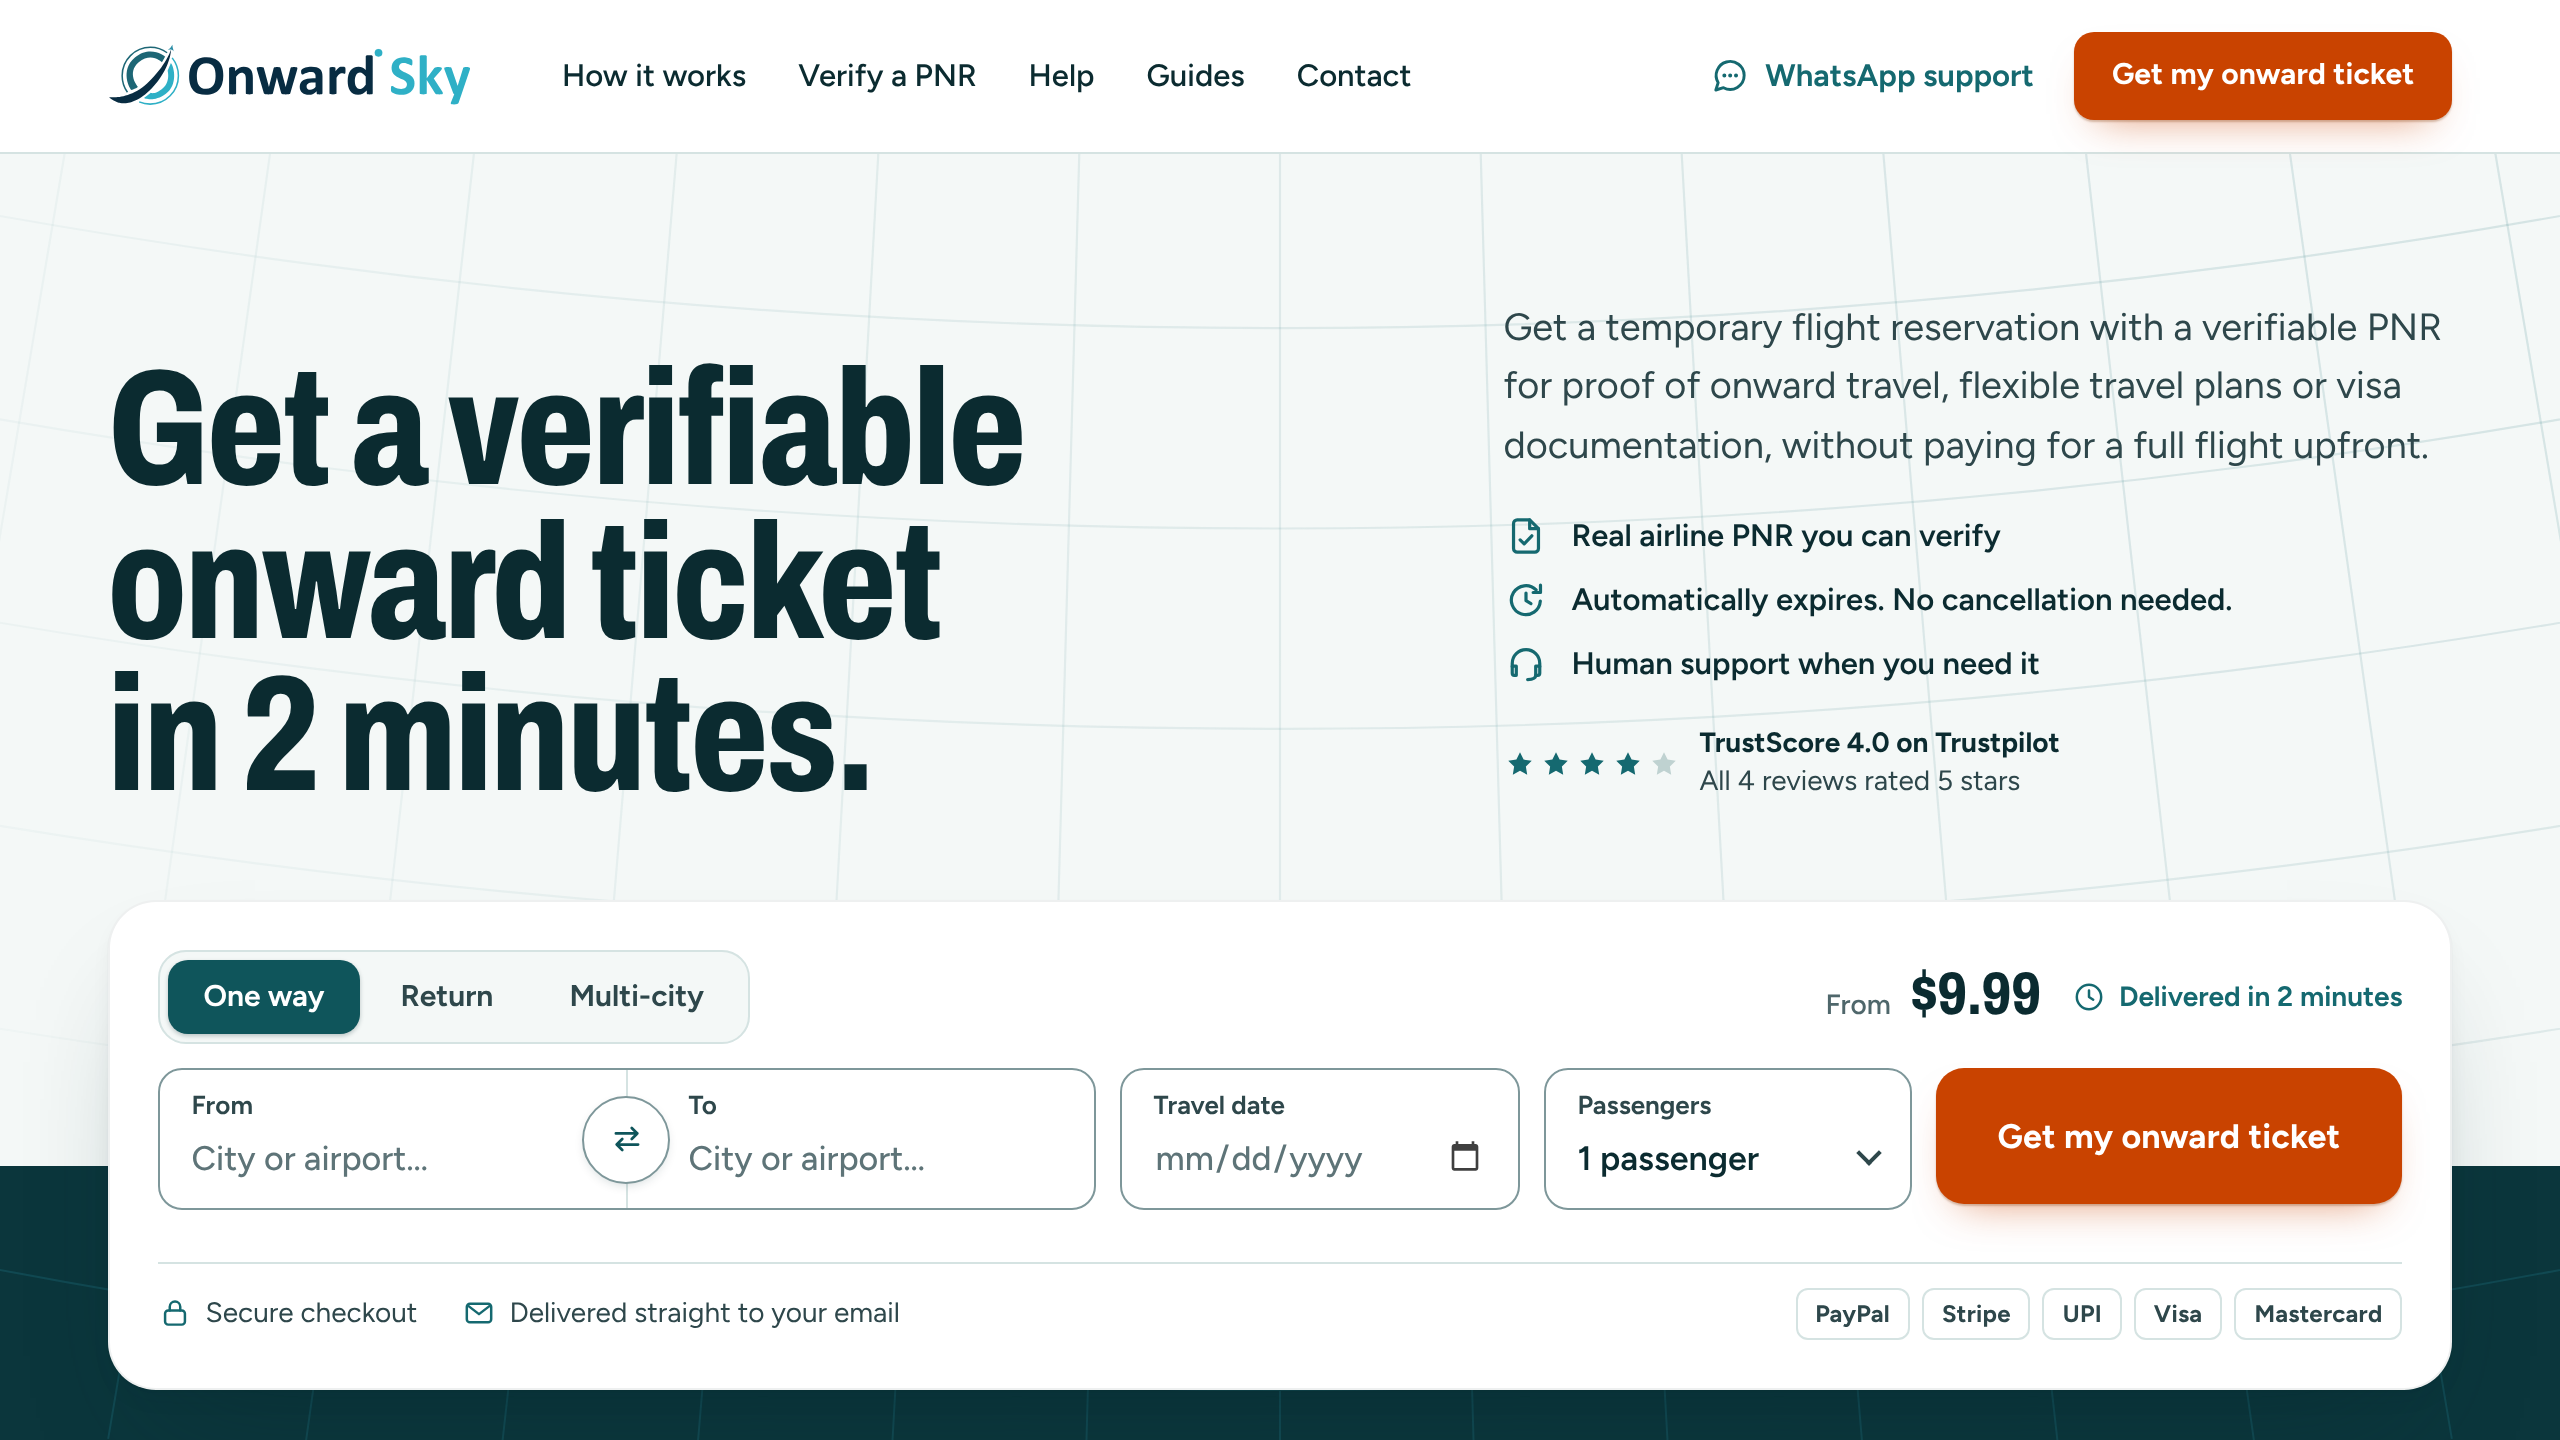 Onward Sky
How it works
Verify a PNR
Help
Guides
Contact
WhatsApp support
Get my onward ticket
Get a verifiable
onward ticket
in 2 minutes.
Get a temporary flight reservation with a verifiable PNR
for proof of onward travel, flexible travel plans or visa
documentation, without paying for a full flight upfront.
Real airline PNR you can verify
Automatically expires. No cancellation needed.
Human support when you need it
TrustScore 4.0 on Trustpilot
All 4 reviews rated 5 stars
One way
Return
Multi-city
From $9.99
Delivered in 2 minutes
From
City or airport...
To
City or airport...
Travel date
mm/dd/yyyy
Passengers
1 passenger
Get my onward ticket
Secure checkout
Delivered straight to your email
PayPal
Stripe
UPI
Visa
Mastercard